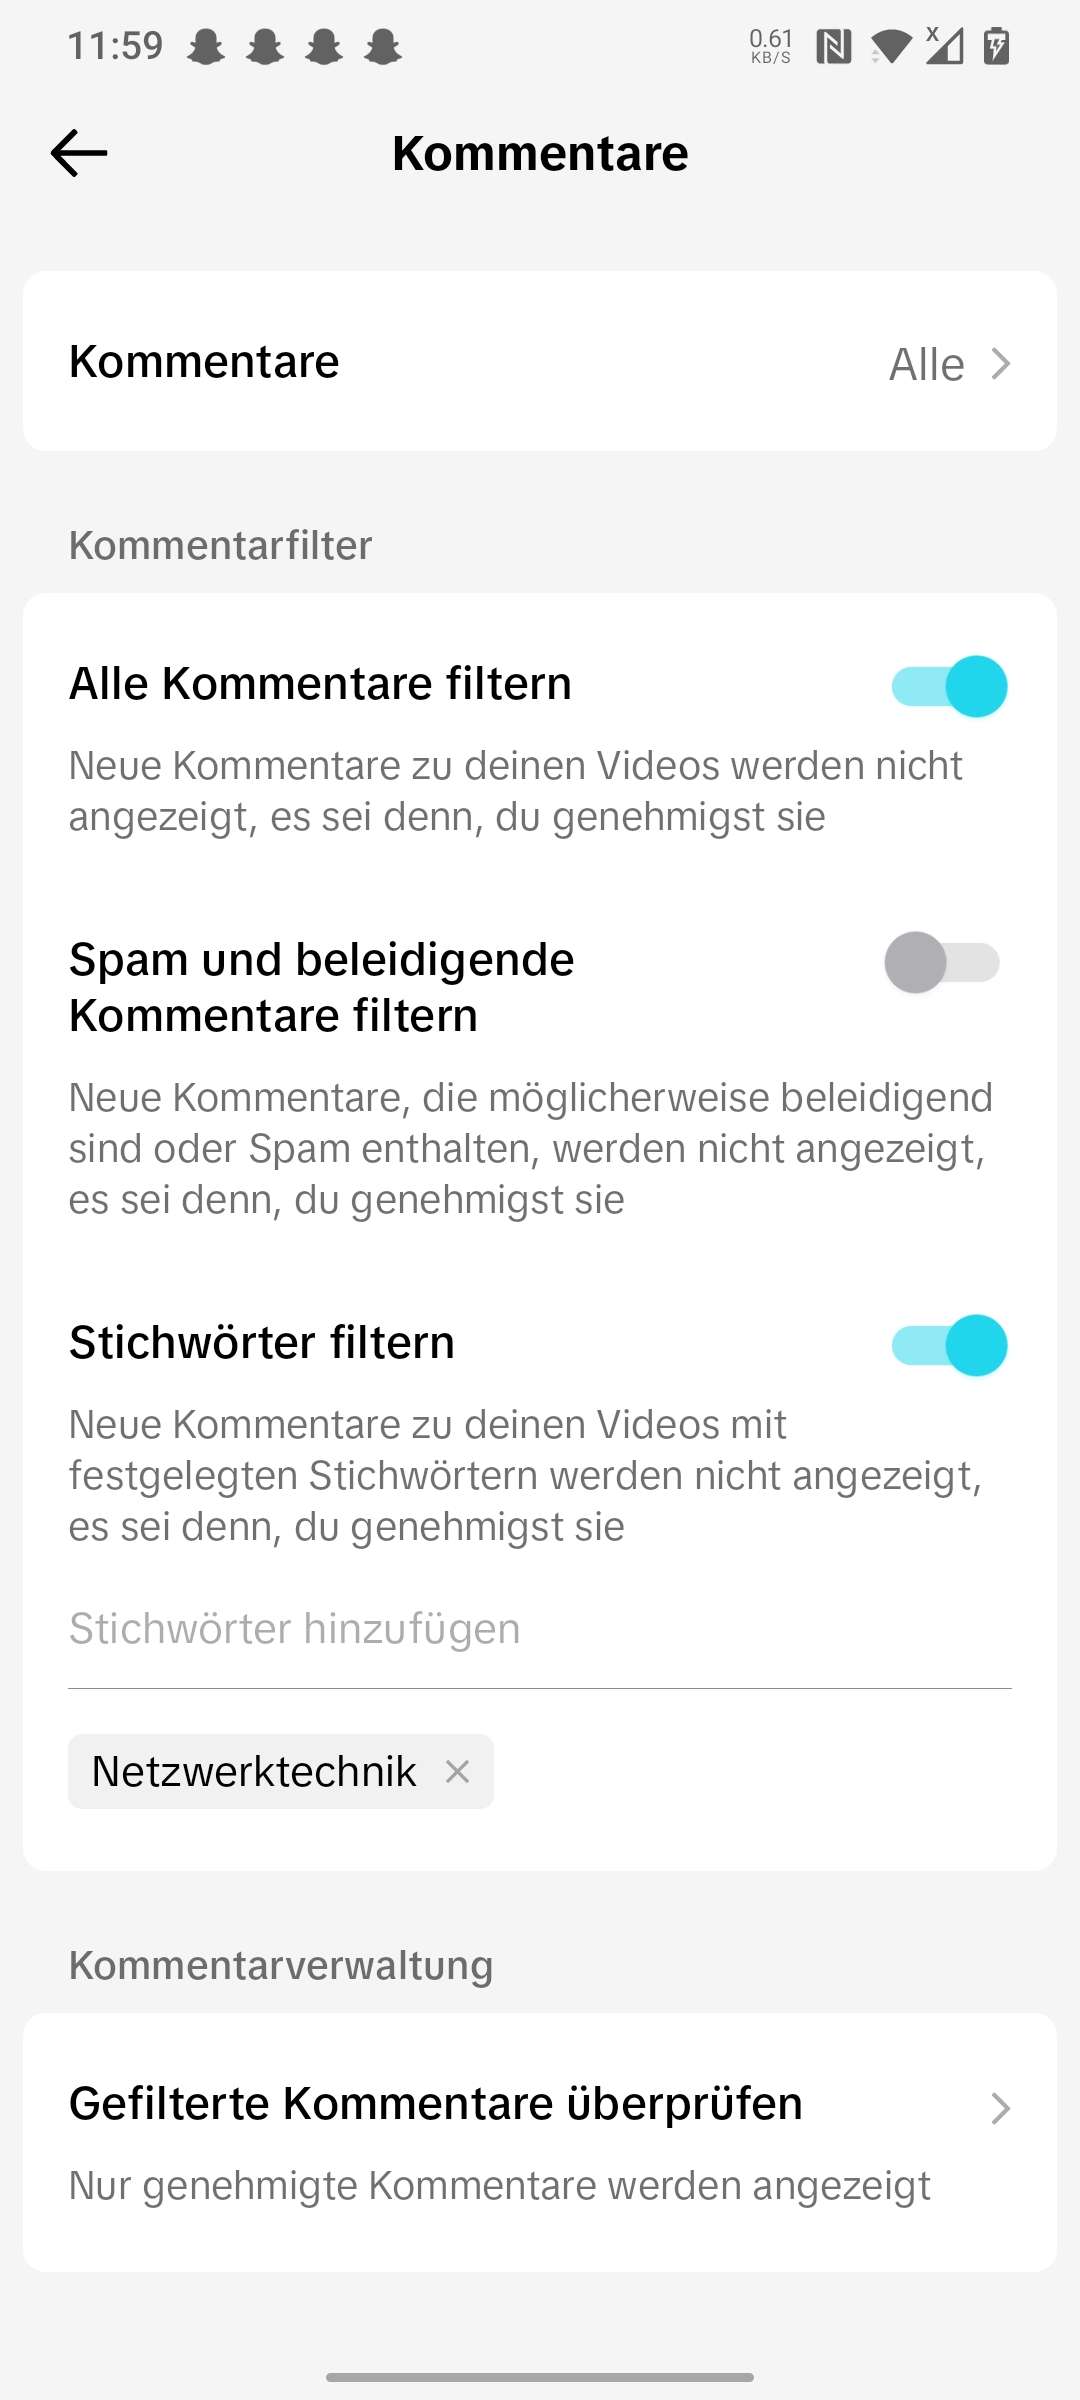 11:59
0.61
KB/S
Kommentare
Kommentare
Alle
Kommentarfilter
Alle Kommentare filtern
Neue Kommentare zu deinen Videos werden nicht
angezeigt, es sei denn, du genehmigst sie
Spam und beleidigende
Kommentare filtern
Neue Kommentare, die möglicherweise beleidigend
sind oder Spam enthalten, werden nicht angezeigt,
es sei denn, du genehmigst sie
Stichwörter filtern
Neue Kommentare zu deinen Videos mit
festgelegten Stichwörtern werden nicht angezeigt,
es sei denn, du genehmigst sie
Stichwörter hinzufügen
Netzwerktechnik
Kommentarverwaltung
Gefilterte Kommentare überprüfen
Nur genehmigte Kommentare werden angezeigt